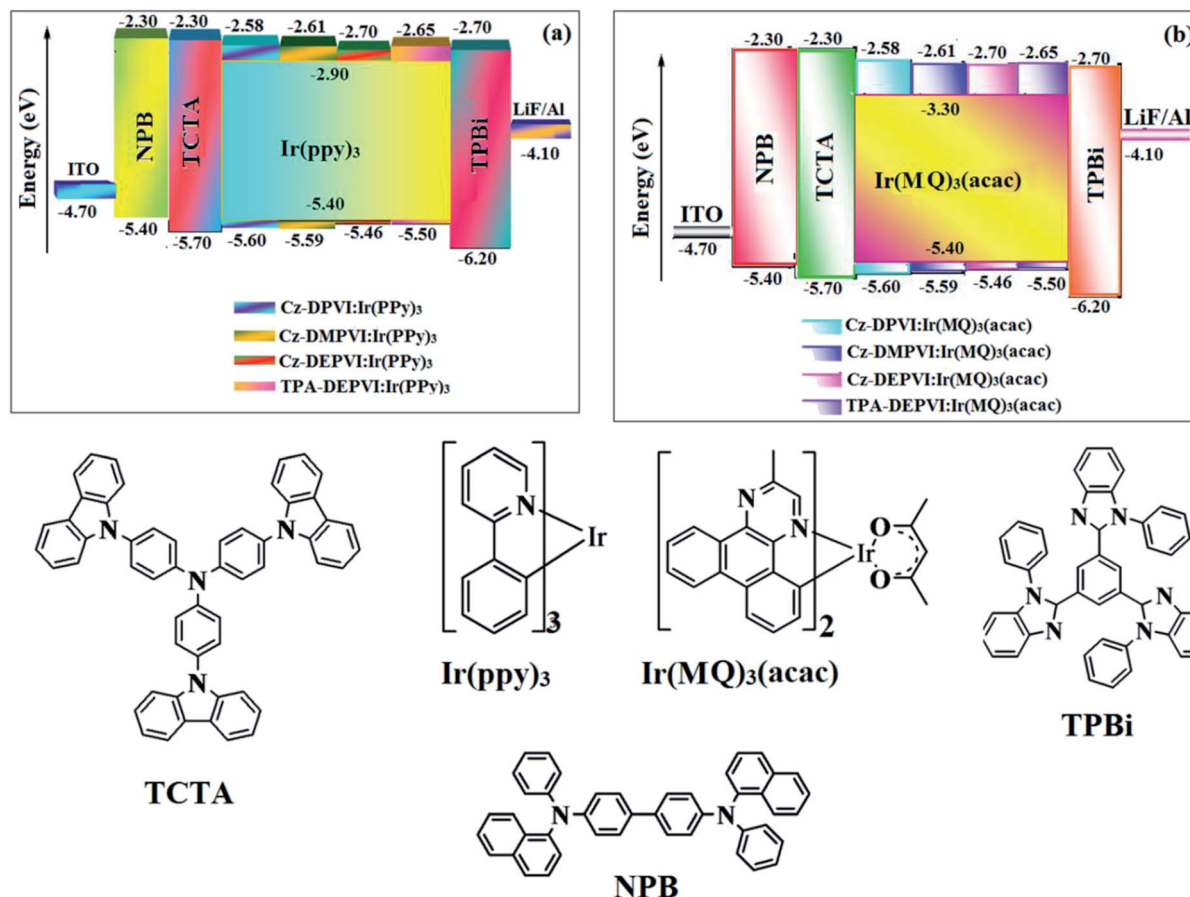 -2.30 -2.30 -2.58 -2.61 -2.70 -2.65 -2.70 (a)
-2.90
Energy (eV)
NPB
TCTA
Ir(ppy)₃
TPBi
LiF/Al
-4.10
ITO
-4.70
-5.40
-5.40 -5.70 -5.60 -5.59 -5.46 -5.50
-6.20
Cz-DPVI:Ir(PPy)₃
Cz-DMPVI:Ir(PPy)₃
Cz-DEPVI:Ir(PPy)₃
TPA-DEPVI:Ir(PPy)₃
-2.30 -2.30 -2.58 -2.61 -2.70 -2.65 -2.70 (b)
-3.30
Energy (eV)
NPB
TCTA
Ir(MQ)₃(acac)
TPBi
LiF/Al
-4.10
ITO
-4.70
-5.40
-5.40 -5.70 -5.60 -5.59 -5.46 -5.50
-6.20
Cz-DPVI:Ir(MQ)₃(acac)
Cz-DMPVI:Ir(MQ)₃(acac)
Cz-DEPVI:Ir(MQ)₃(acac)
TPA-DEPVI:Ir(MQ)₃(acac)
N N N N
TCTA
N Ir 3
Ir(ppy)₃
N N Ir O O 2
Ir(MQ)₃(acac)
N N N N N N
TPBi
N N
NPB